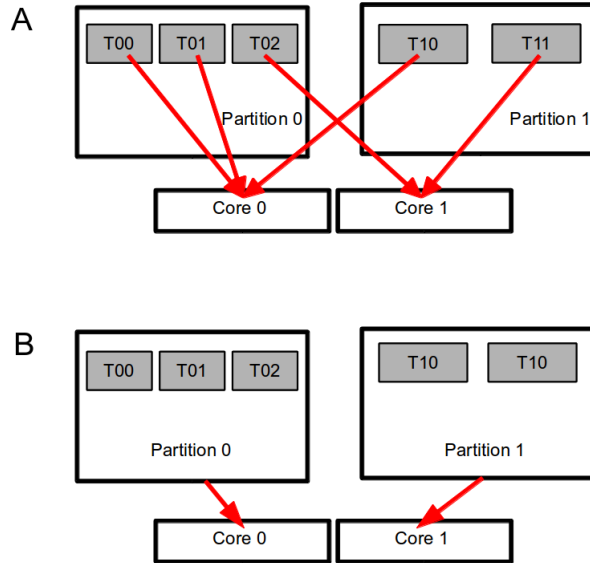 A
T00 T01 T02 T10 T11
Partition 0 Partition 1
Core 0 Core 1
B
T00 T01 T02 T10 T10
Partition 0 Partition 1
Core 0 Core 1